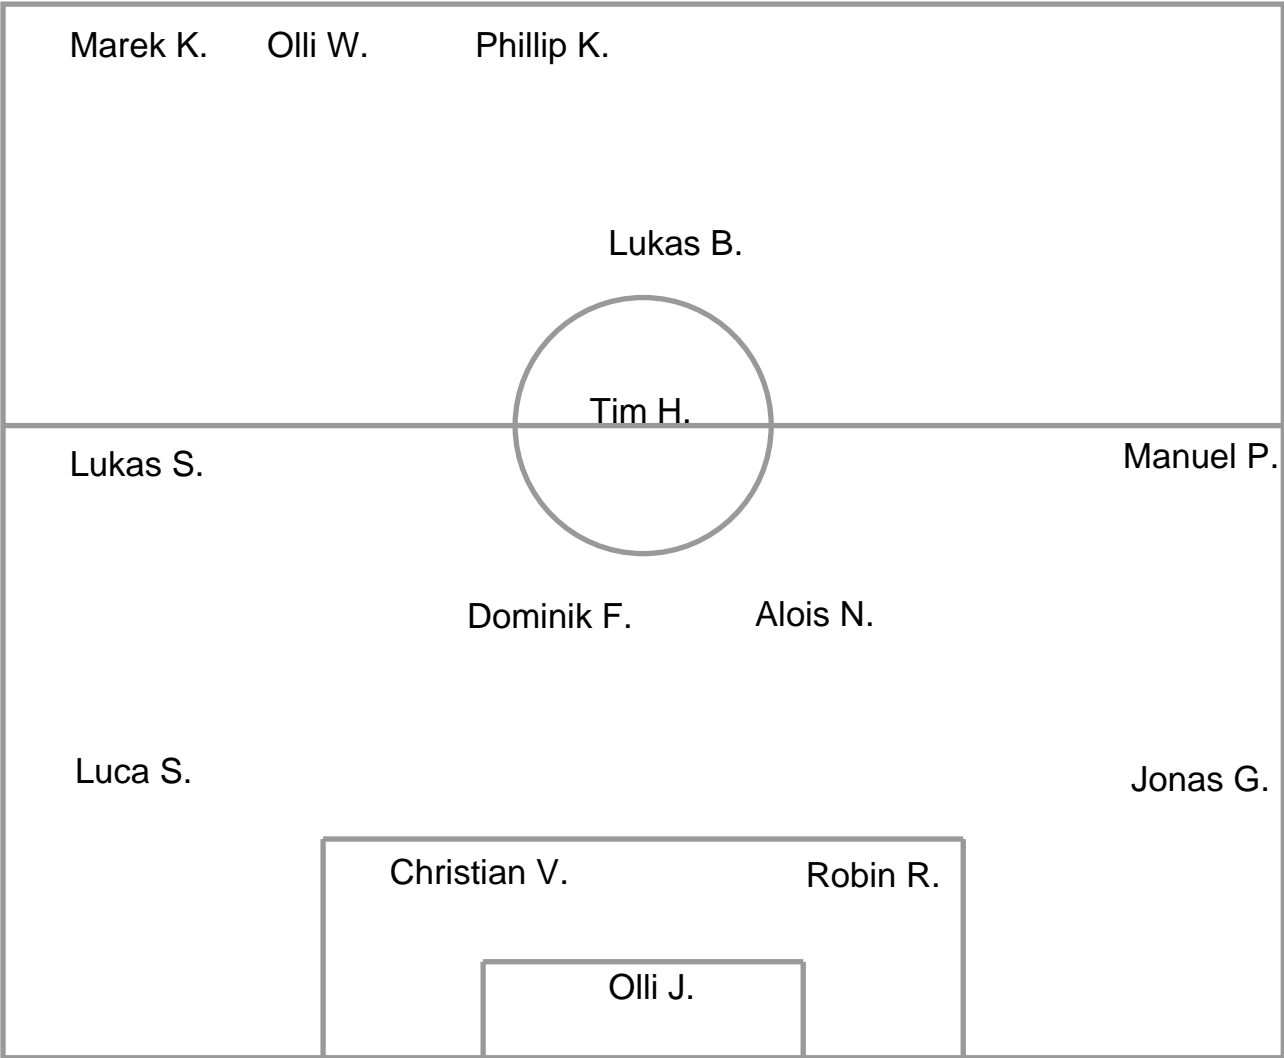 Marek K. Olli W. Phillip K.
Lukas B.
Tim H.
Lukas S. Manuel P.
Dominik F. Alois N.
Luca S. Jonas G.
Christian V. Robin R.
Olli J.